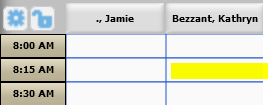 ., Jamie
Bezzant, Kathryn
8:00 AM
8:15 AM
8:30 AM